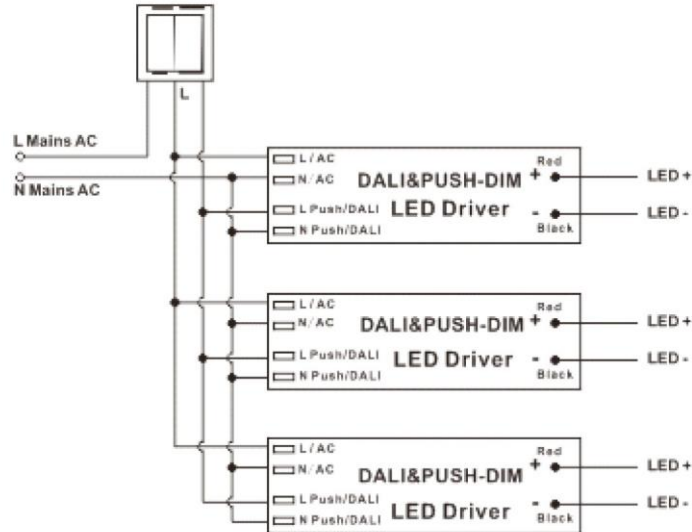 L
L Mains AC
N Mains AC
L/AC
Red
N/AC
DALI&PUSH-DIM
+
LED +
L Push/DALI
LED Driver
-
LED -
N Push/DALI
Black
L/AC
Red
N/AC
DALI&PUSH-DIM
+
LED +
L Push/DALI
LED Driver
-
LED -
N Push/DALI
Black
L/AC
Red
N/AC
DALI&PUSH-DIM
+
LED +
L Push/DALI
LED Driver
-
LED -
N Push/DALI
Black